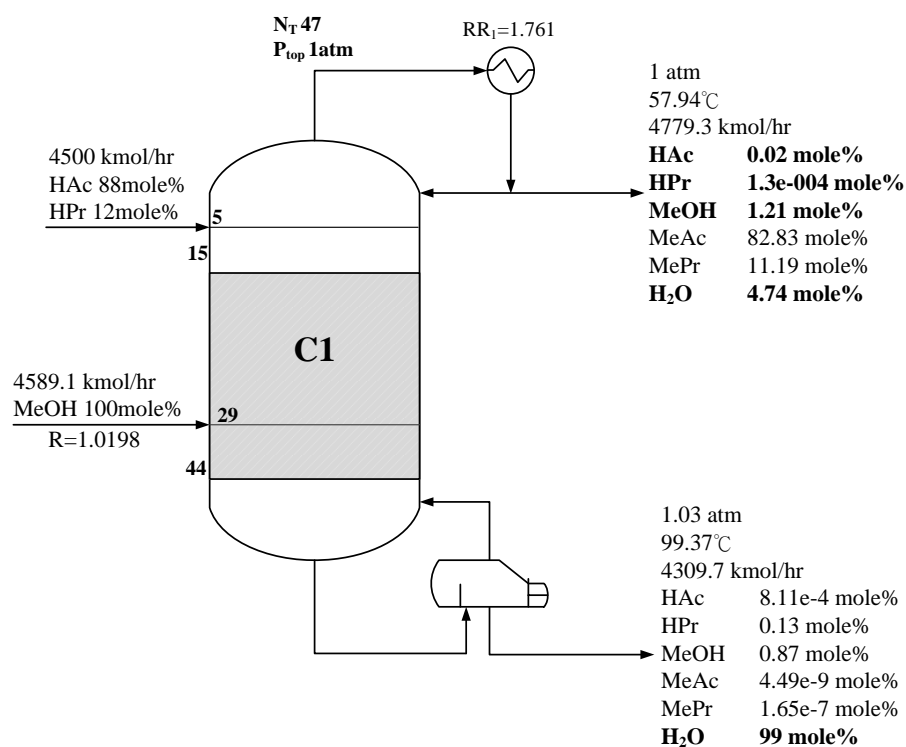 N_T 47
P_top 1atm
RR₁=1.761
1 atm
57.94℃
4779.3 kmol/hr
HAc 0.02 mole%
HPr 1.3e-004 mole%
MeOH 1.21 mole%
MeAc 82.83 mole%
MePr 11.19 mole%
H₂O 4.74 mole%
4500 kmol/hr
HAc 88mole%
HPr 12mole%
5
15
C1
4589.1 kmol/hr
MeOH 100mole%
R=1.0198
29
44
1.03 atm
99.37℃
4309.7 kmol/hr
HAc 8.11e-4 mole%
HPr 0.13 mole%
MeOH 0.87 mole%
MeAc 4.49e-9 mole%
MePr 1.65e-7 mole%
H₂O 99 mole%